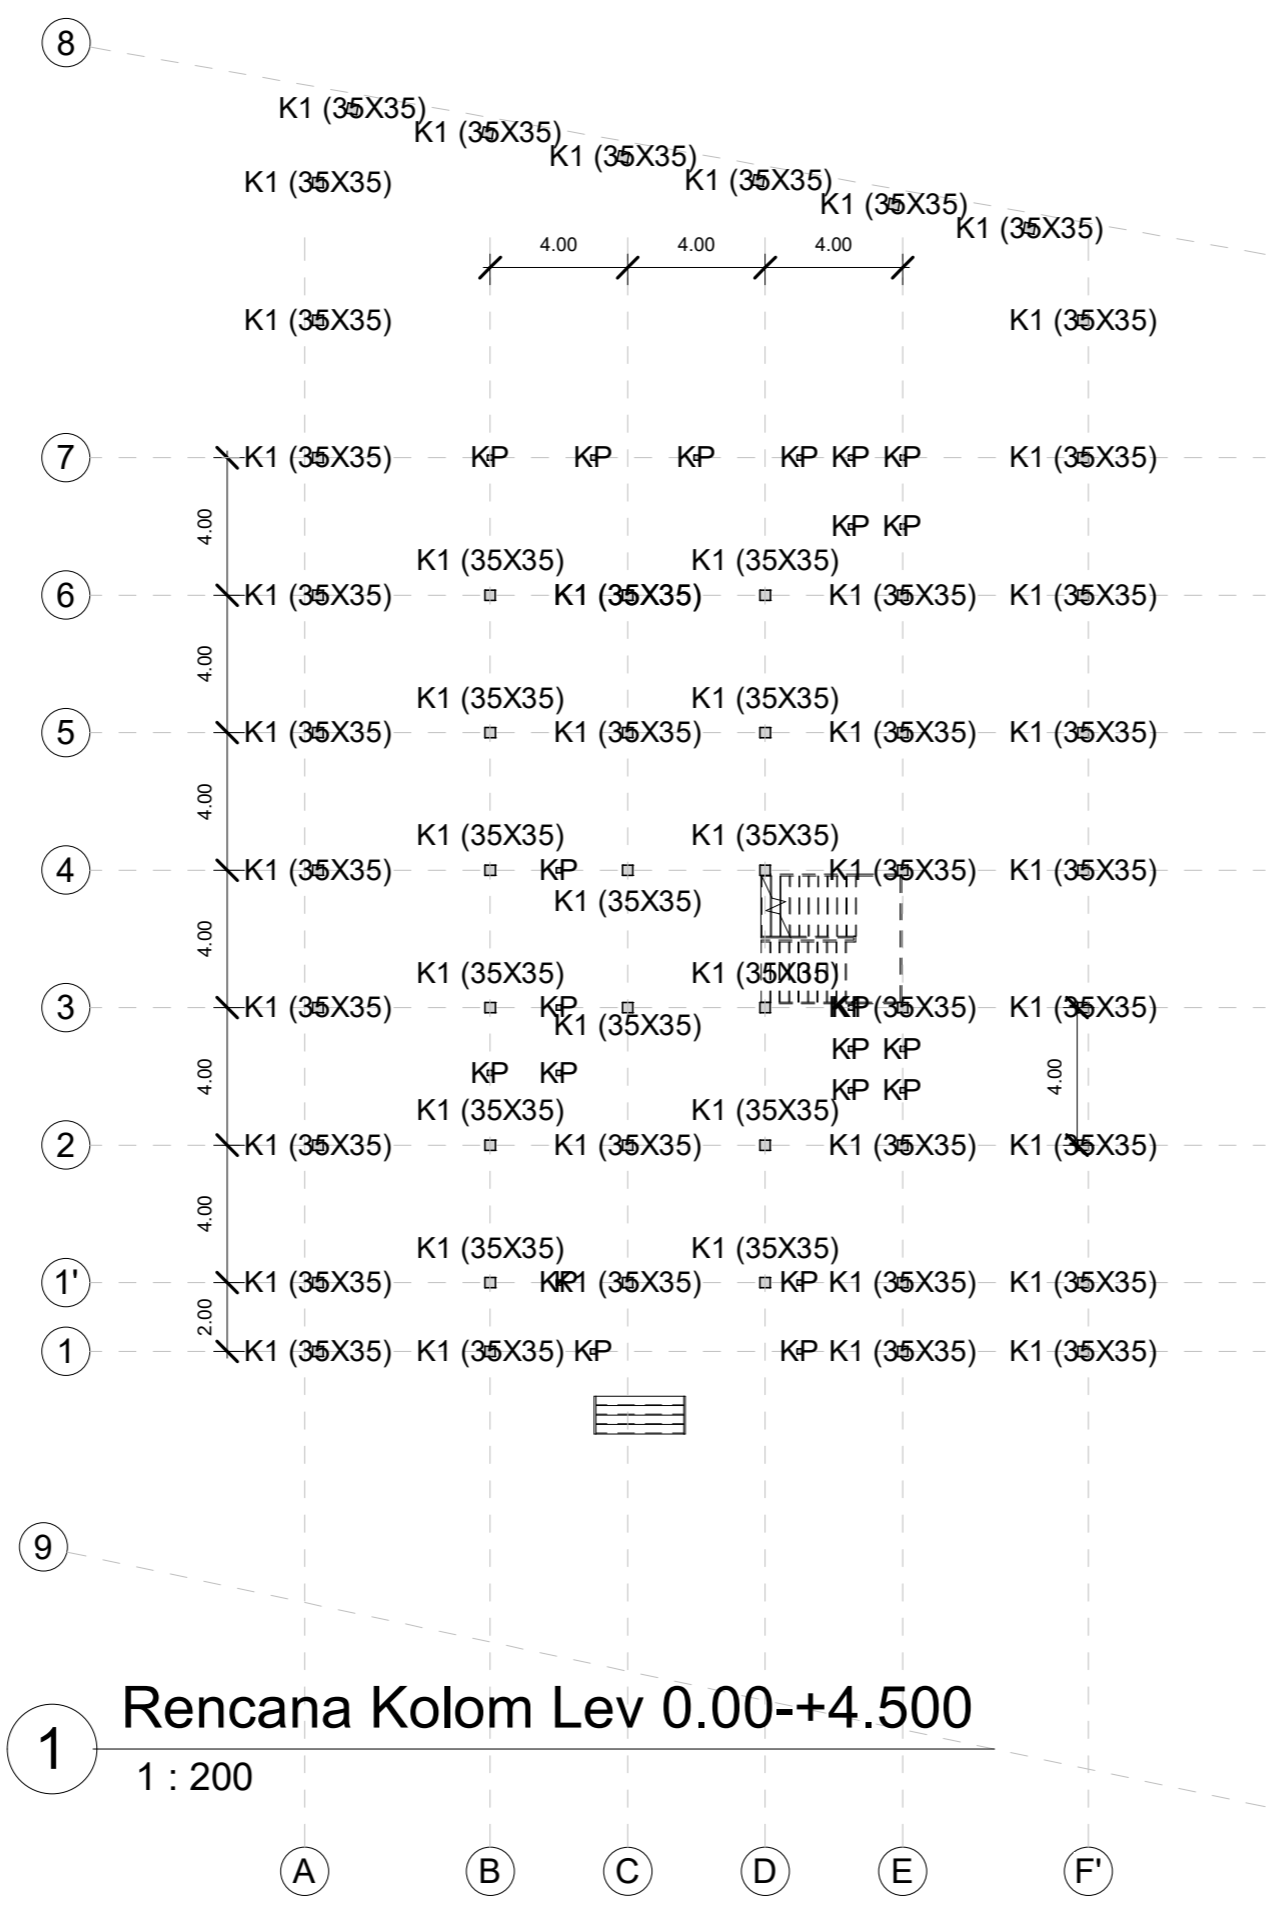 8
K1 (35X35)
K1 (35X35)
K1 (35X35)
K1 (35X35)
K1 (35X35)
K1 (35X35)
K1 (35X35)
4.00 4.00 4.00
K1 (35X35) K1 (35X35)
7 K1 (35X35) KP KP KP KP KP KP K1 (35X35)
4.00
KP KP
K1 (35X35) K1 (35X35)
6 K1 (35X35) K1 (35X35) K1 (35X35) K1 (35X35)
4.00
K1 (35X35) K1 (35X35)
5 K1 (35X35) K1 (35X35) K1 (35X35) K1 (35X35)
4.00
K1 (35X35) K1 (35X35)
4 K1 (35X35) KP K1 (35X35) K1 (35X35)
K1 (35X35)
4.00
K1 (35X35) K1 (35X35)
3 K1 (35X35) KP KP K1 (35X35) K1 (35X35)
K1 (35X35)
KP KP
4.00 KP KP 4.00
KP KP
K1 (35X35) K1 (35X35)
2 K1 (35X35) K1 (35X35) K1 (35X35) K1 (35X35)
4.00
K1 (35X35) K1 (35X35)
1' K1 (35X35) KP K1 (35X35) KP K1 (35X35) K1 (35X35)
2.00
1 K1 (35X35) K1 (35X35) KP KP K1 (35X35) K1 (35X35)
9
1 Rencana Kolom Lev 0.00-+4.500
1 : 200
A B C D E F'